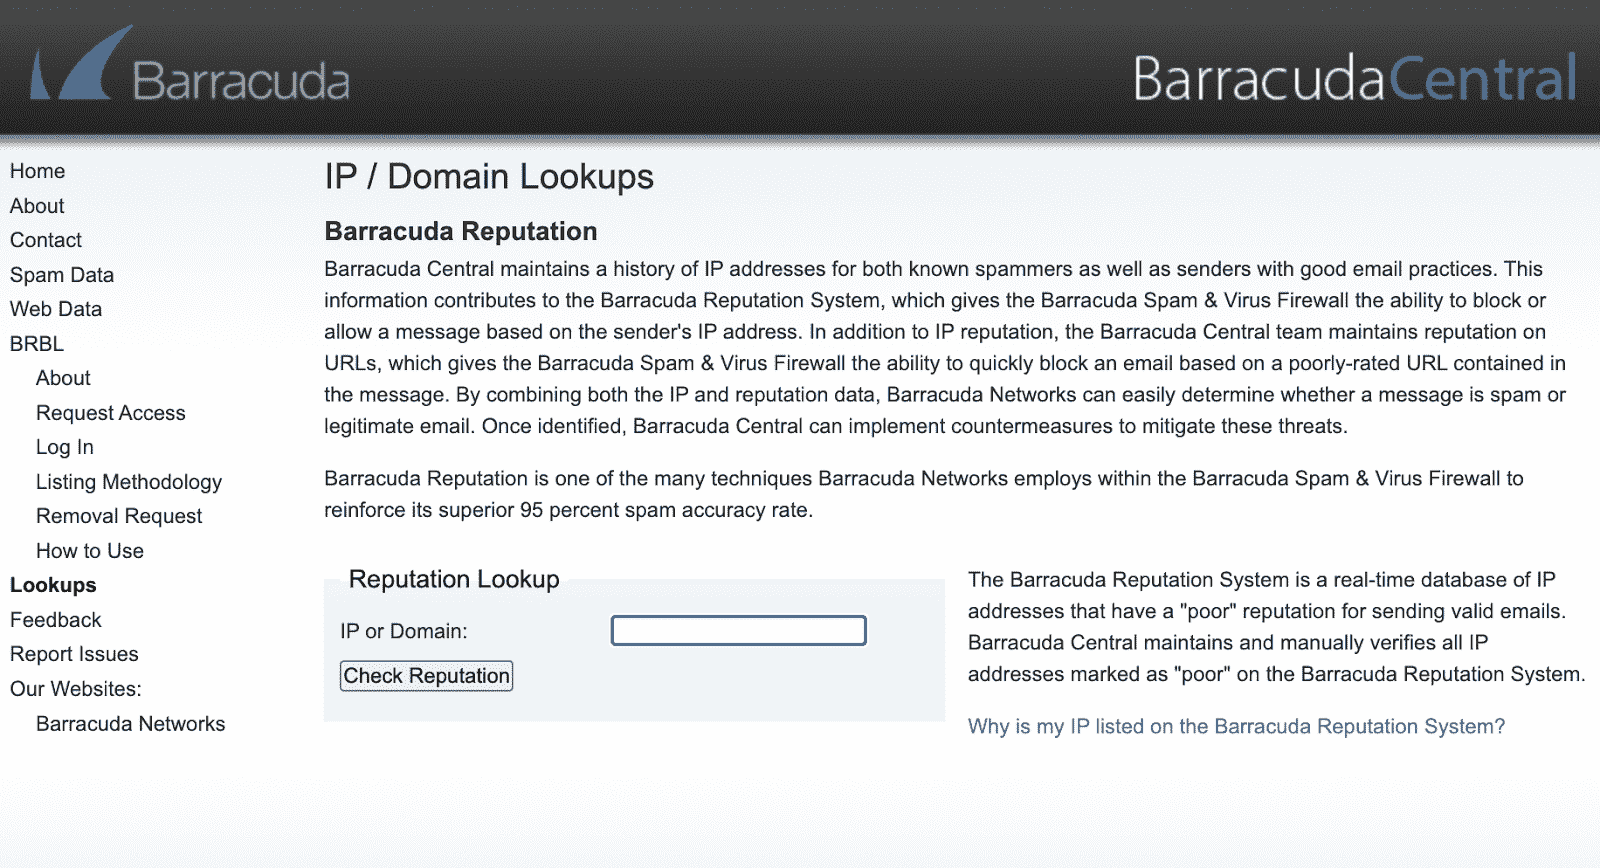 Barracuda
BarracudaCentral
Home
About
Contact
Spam Data
Web Data
BRBL
About
Request Access
Log In
Listing Methodology
Removal Request
How to Use
Lookups
Feedback
Report Issues
Our Websites:
Barracuda Networks
IP / Domain Lookups
Barracuda Reputation
Barracuda Central maintains a history of IP addresses for both known spammers as well as senders with good email practices. This
information contributes to the Barracuda Reputation System, which gives the Barracuda Spam & Virus Firewall the ability to block or
allow a message based on the sender's IP address. In addition to IP reputation, the Barracuda Central team maintains reputation on
URLs, which gives the Barracuda Spam & Virus Firewall the ability to quickly block an email based on a poorly-rated URL contained in
the message. By combining both the IP and reputation data, Barracuda Networks can easily determine whether a message is spam or
legitimate email. Once identified, Barracuda Central can implement countermeasures to mitigate these threats.
Barracuda Reputation is one of the many techniques Barracuda Networks employs within the Barracuda Spam & Virus Firewall to
reinforce its superior 95 percent spam accuracy rate.
Reputation Lookup
IP or Domain:
Check Reputation
The Barracuda Reputation System is a real-time database of IP
addresses that have a "poor" reputation for sending valid emails.
Barracuda Central maintains and manually verifies all IP
addresses marked as "poor" on the Barracuda Reputation System.
Why is my IP listed on the Barracuda Reputation System?